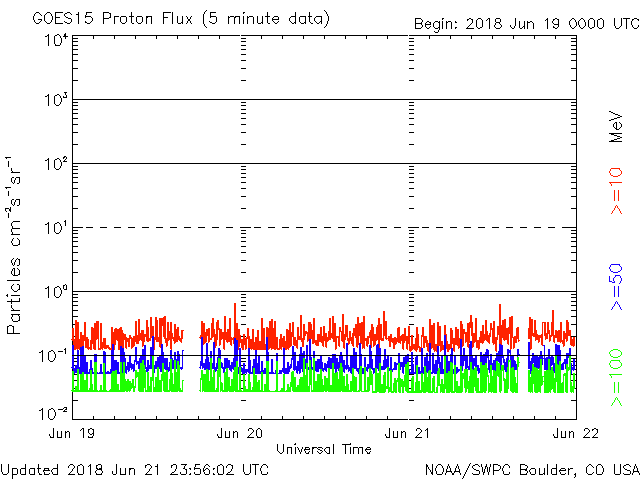 GOES15 Proton Flux (5 minute data)
Begin: 2018 Jun 19 0000 UTC
Particles cm⁻²s⁻¹sr⁻¹
10⁴
10³
10²
10¹
10⁰
10⁻¹
10⁻²
Jun 19
Jun 20
Jun 21
Jun 22
Universal Time
MeV
>=10
>=50
>=100
Updated 2018 Jun 21 23:56:02 UTC
NOAA/SWPC Boulder, CO USA